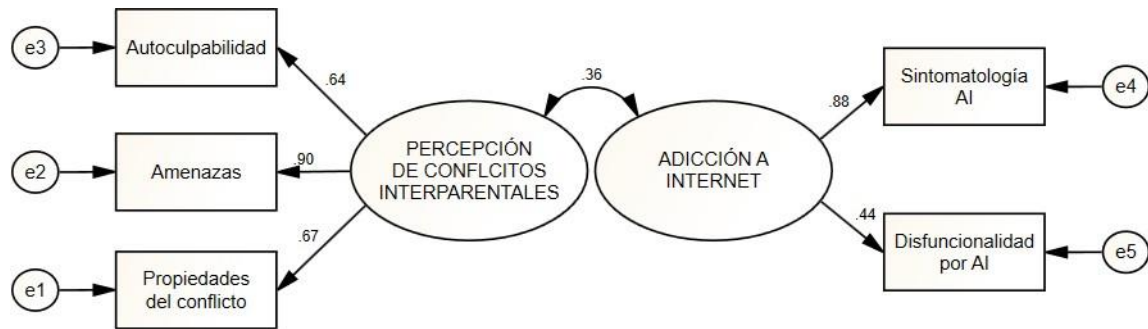 e3
Autoculpabilidad
.64
e2
Amenazas
.90
e1
Propiedades
del conflicto
.67
PERCEPCIÓN
DE CONFLCITOS
INTERPARENTALES
.36
ADICCIÓN A
INTERNET
.88
Sintomatología
AI
e4
.44
Disfuncionalidad
por AI
e5